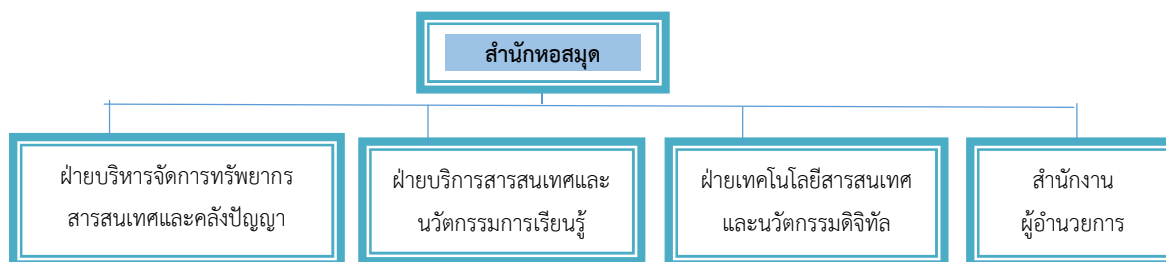 สำนักหอสมุด
ฝ่ายบริหารจัดการทรัพยากร
สารสนเทศและคลังปัญญา
ฝ่ายบริการสารสนเทศและ
นวัตกรรมการเรียนรู้
ฝ่ายเทคโนโลยีสารสนเทศ
และนวัตกรรมดิจิทัล
สำนักงาน
ผู้อำนวยการ